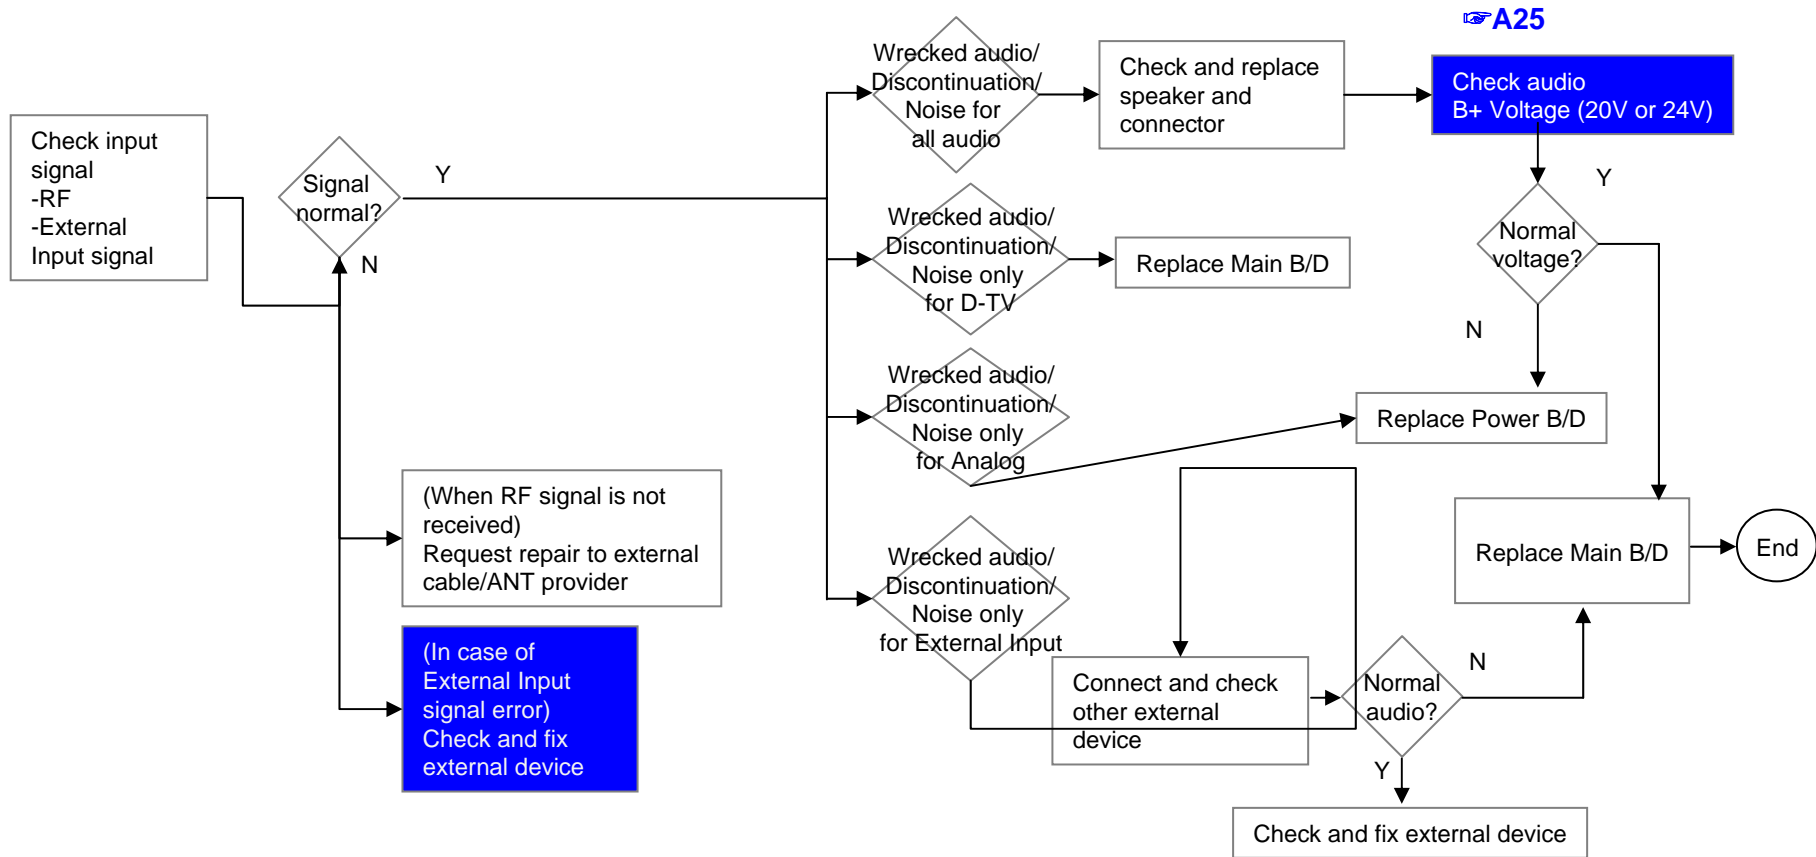 ☞A25
Check input
signal
-RF
-External
Input signal
Signal
normal?
Y
N
(When RF signal is not
received)
Request repair to external
cable/ANT provider
(In case of
External Input
signal error)
Check and fix
external device
Wrecked audio/
Discontinuation/
Noise for
all audio
Check and replace
speaker and
connector
Check audio
B+ Voltage (20V or 24V)
Normal
voltage?
Y
N
Wrecked audio/
Discontinuation/
Noise only
for D-TV
Replace Main B/D
Wrecked audio/
Discontinuation/
Noise only
for Analog
Replace Power B/D
Wrecked audio/
Discontinuation/
Noise only
for External Input
Connect and check
other external
device
Normal
audio?
N
Y
Replace Main B/D
End
Check and fix external device